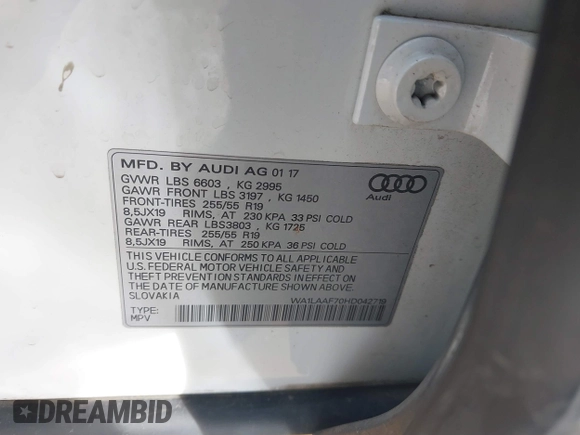 MFD. BY AUDI AG 01 17
GVWR LBS 6603 , KG 2995
GAWR FRONT LBS 3197 , KG 1450
FRONT-TIRES 255/55 R19
8,5JX19 RIMS, AT 230 KPA 33 PSI COLD
GAWR REAR LBS3803 , KG 1725
REAR-TIRES 255/55 R19
8,5JX19 RIMS, AT 250 KPA 36 PSI COLD
Audi
THIS VEHICLE CONFORMS TO ALL APPLICABLE
U.S. FEDERAL MOTOR VEHICLE SAFETY AND
THEFT PREVENTION STANDARDS IN EFFECT ON
THE DATE OF MANUFACTURE SHOWN ABOVE.
SLOVAKIA
WA1LAAF70HD042719
TYPE:
MPV
DREAMBID